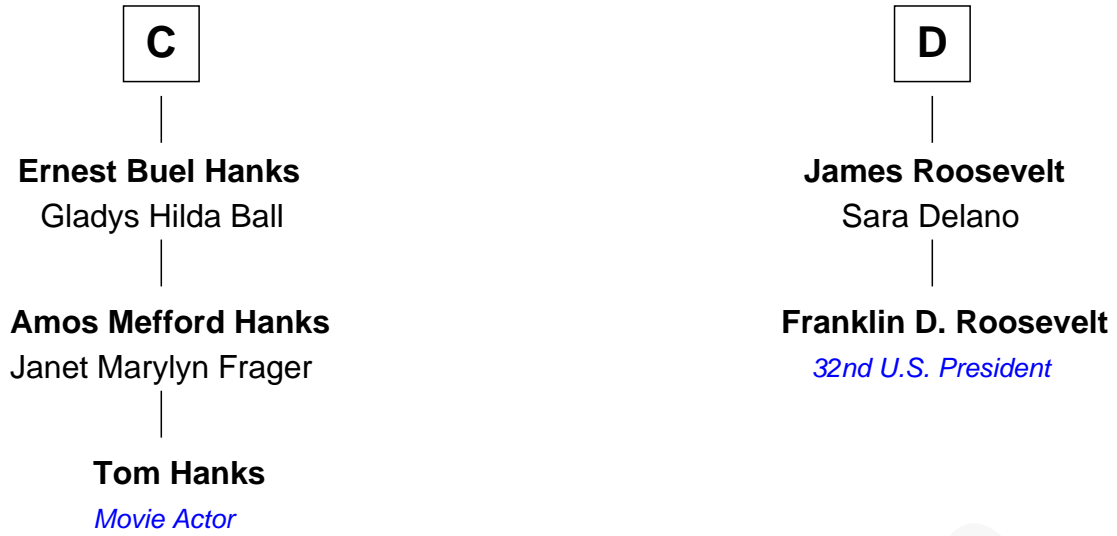 C
Ernest Buel Hanks
Gladys Hilda Ball
Amos Mefford Hanks
Janet Marylyn Frager
Tom Hanks
Movie Actor
D
James Roosevelt
Sara Delano
Franklin D. Roosevelt
32nd U.S. President